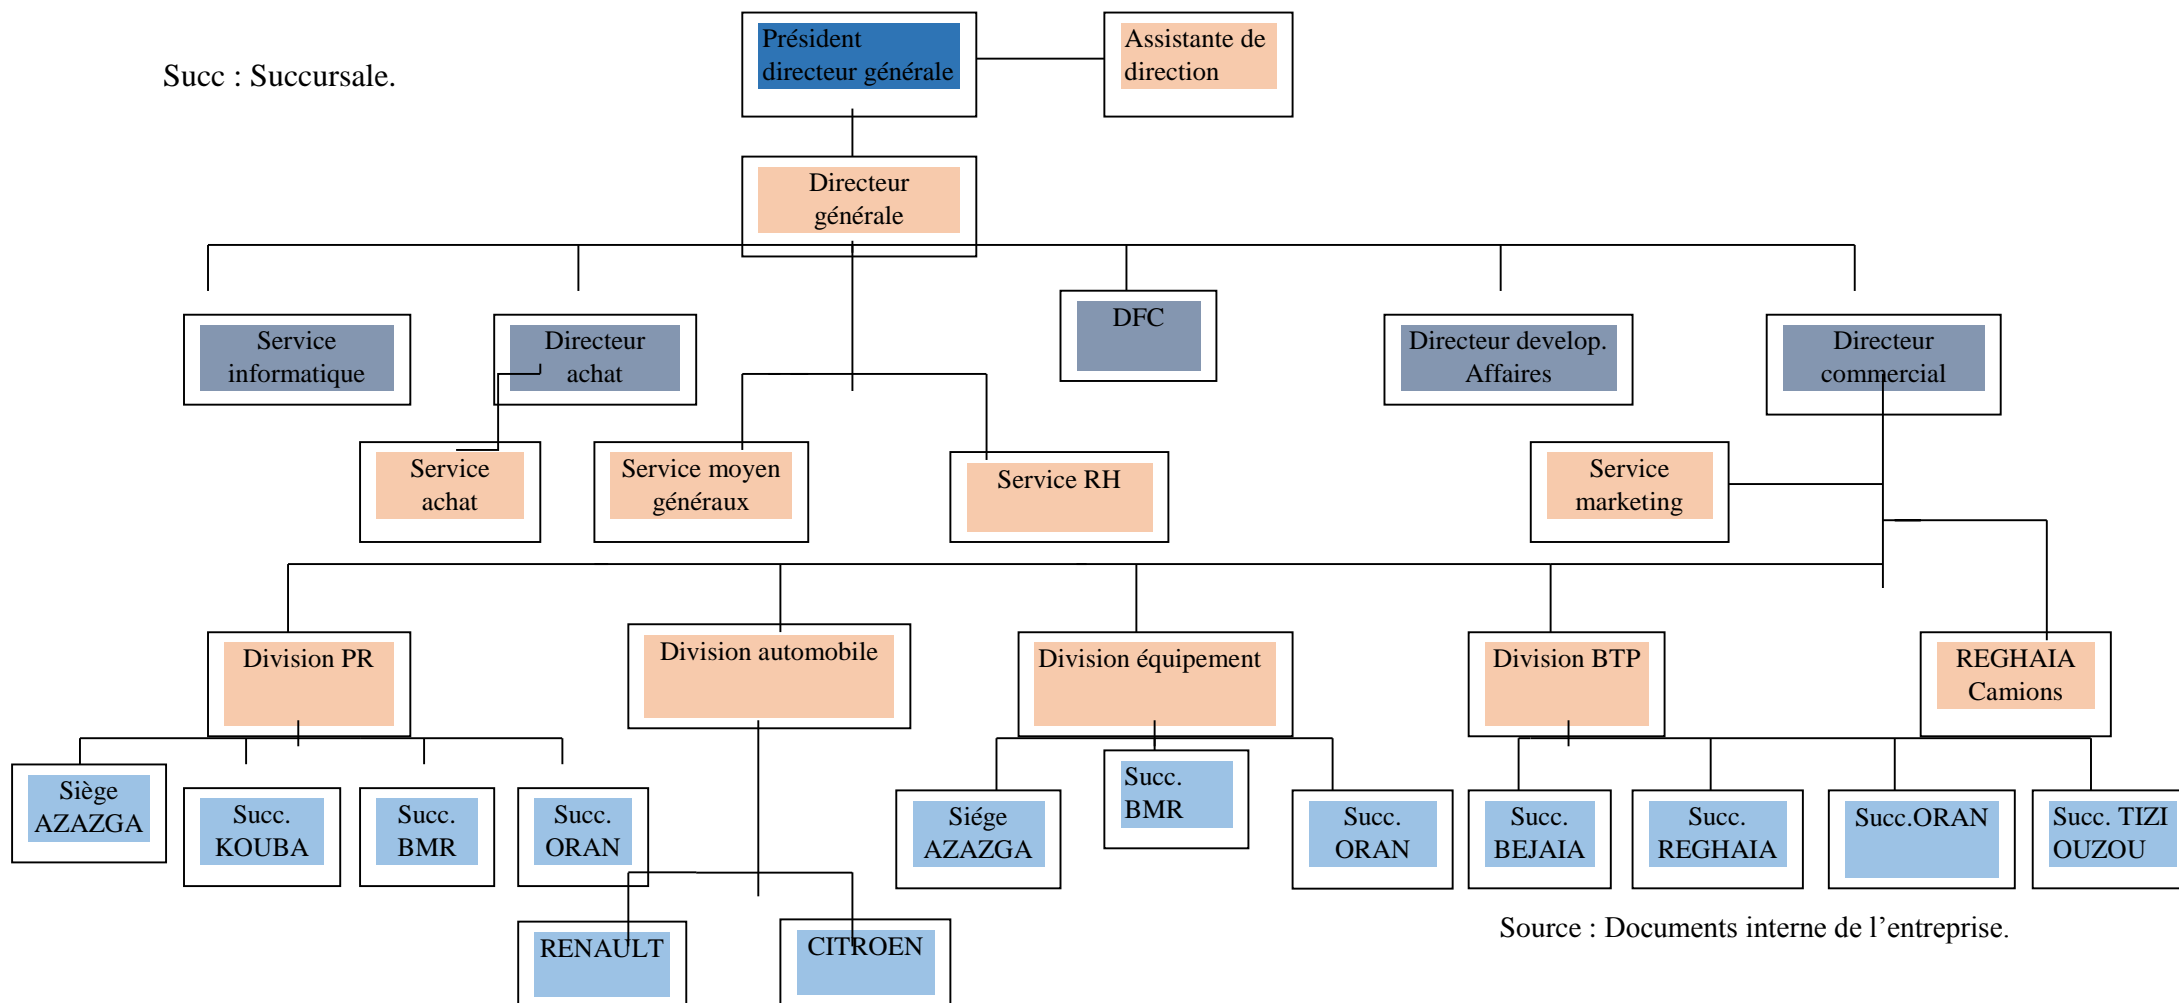 Président
directeur générale
Assistante de
direction
Succ : Succursale.
Directeur
générale
Service
informatique
Directeur
achat
DFC
Directeur develop.
Affaires
Directeur
commercial
Service
achat
Service moyen
généraux
Service RH
Service
marketing
Division PR
Division automobile
Division équipement
Division BTP
REGHAIA
Camions
Siège
AZAZGA
Succ.
KOUBA
Succ.
BMR
Succ.
ORAN
Siége
AZAZGA
Succ.
BMR
Succ.
ORAN
Succ.
BEJAIA
Succ.
REGHAIA
Succ.ORAN
Succ. TIZI
OUZOU
RENAULT
CITROEN
Source : Documents interne de l’entreprise.